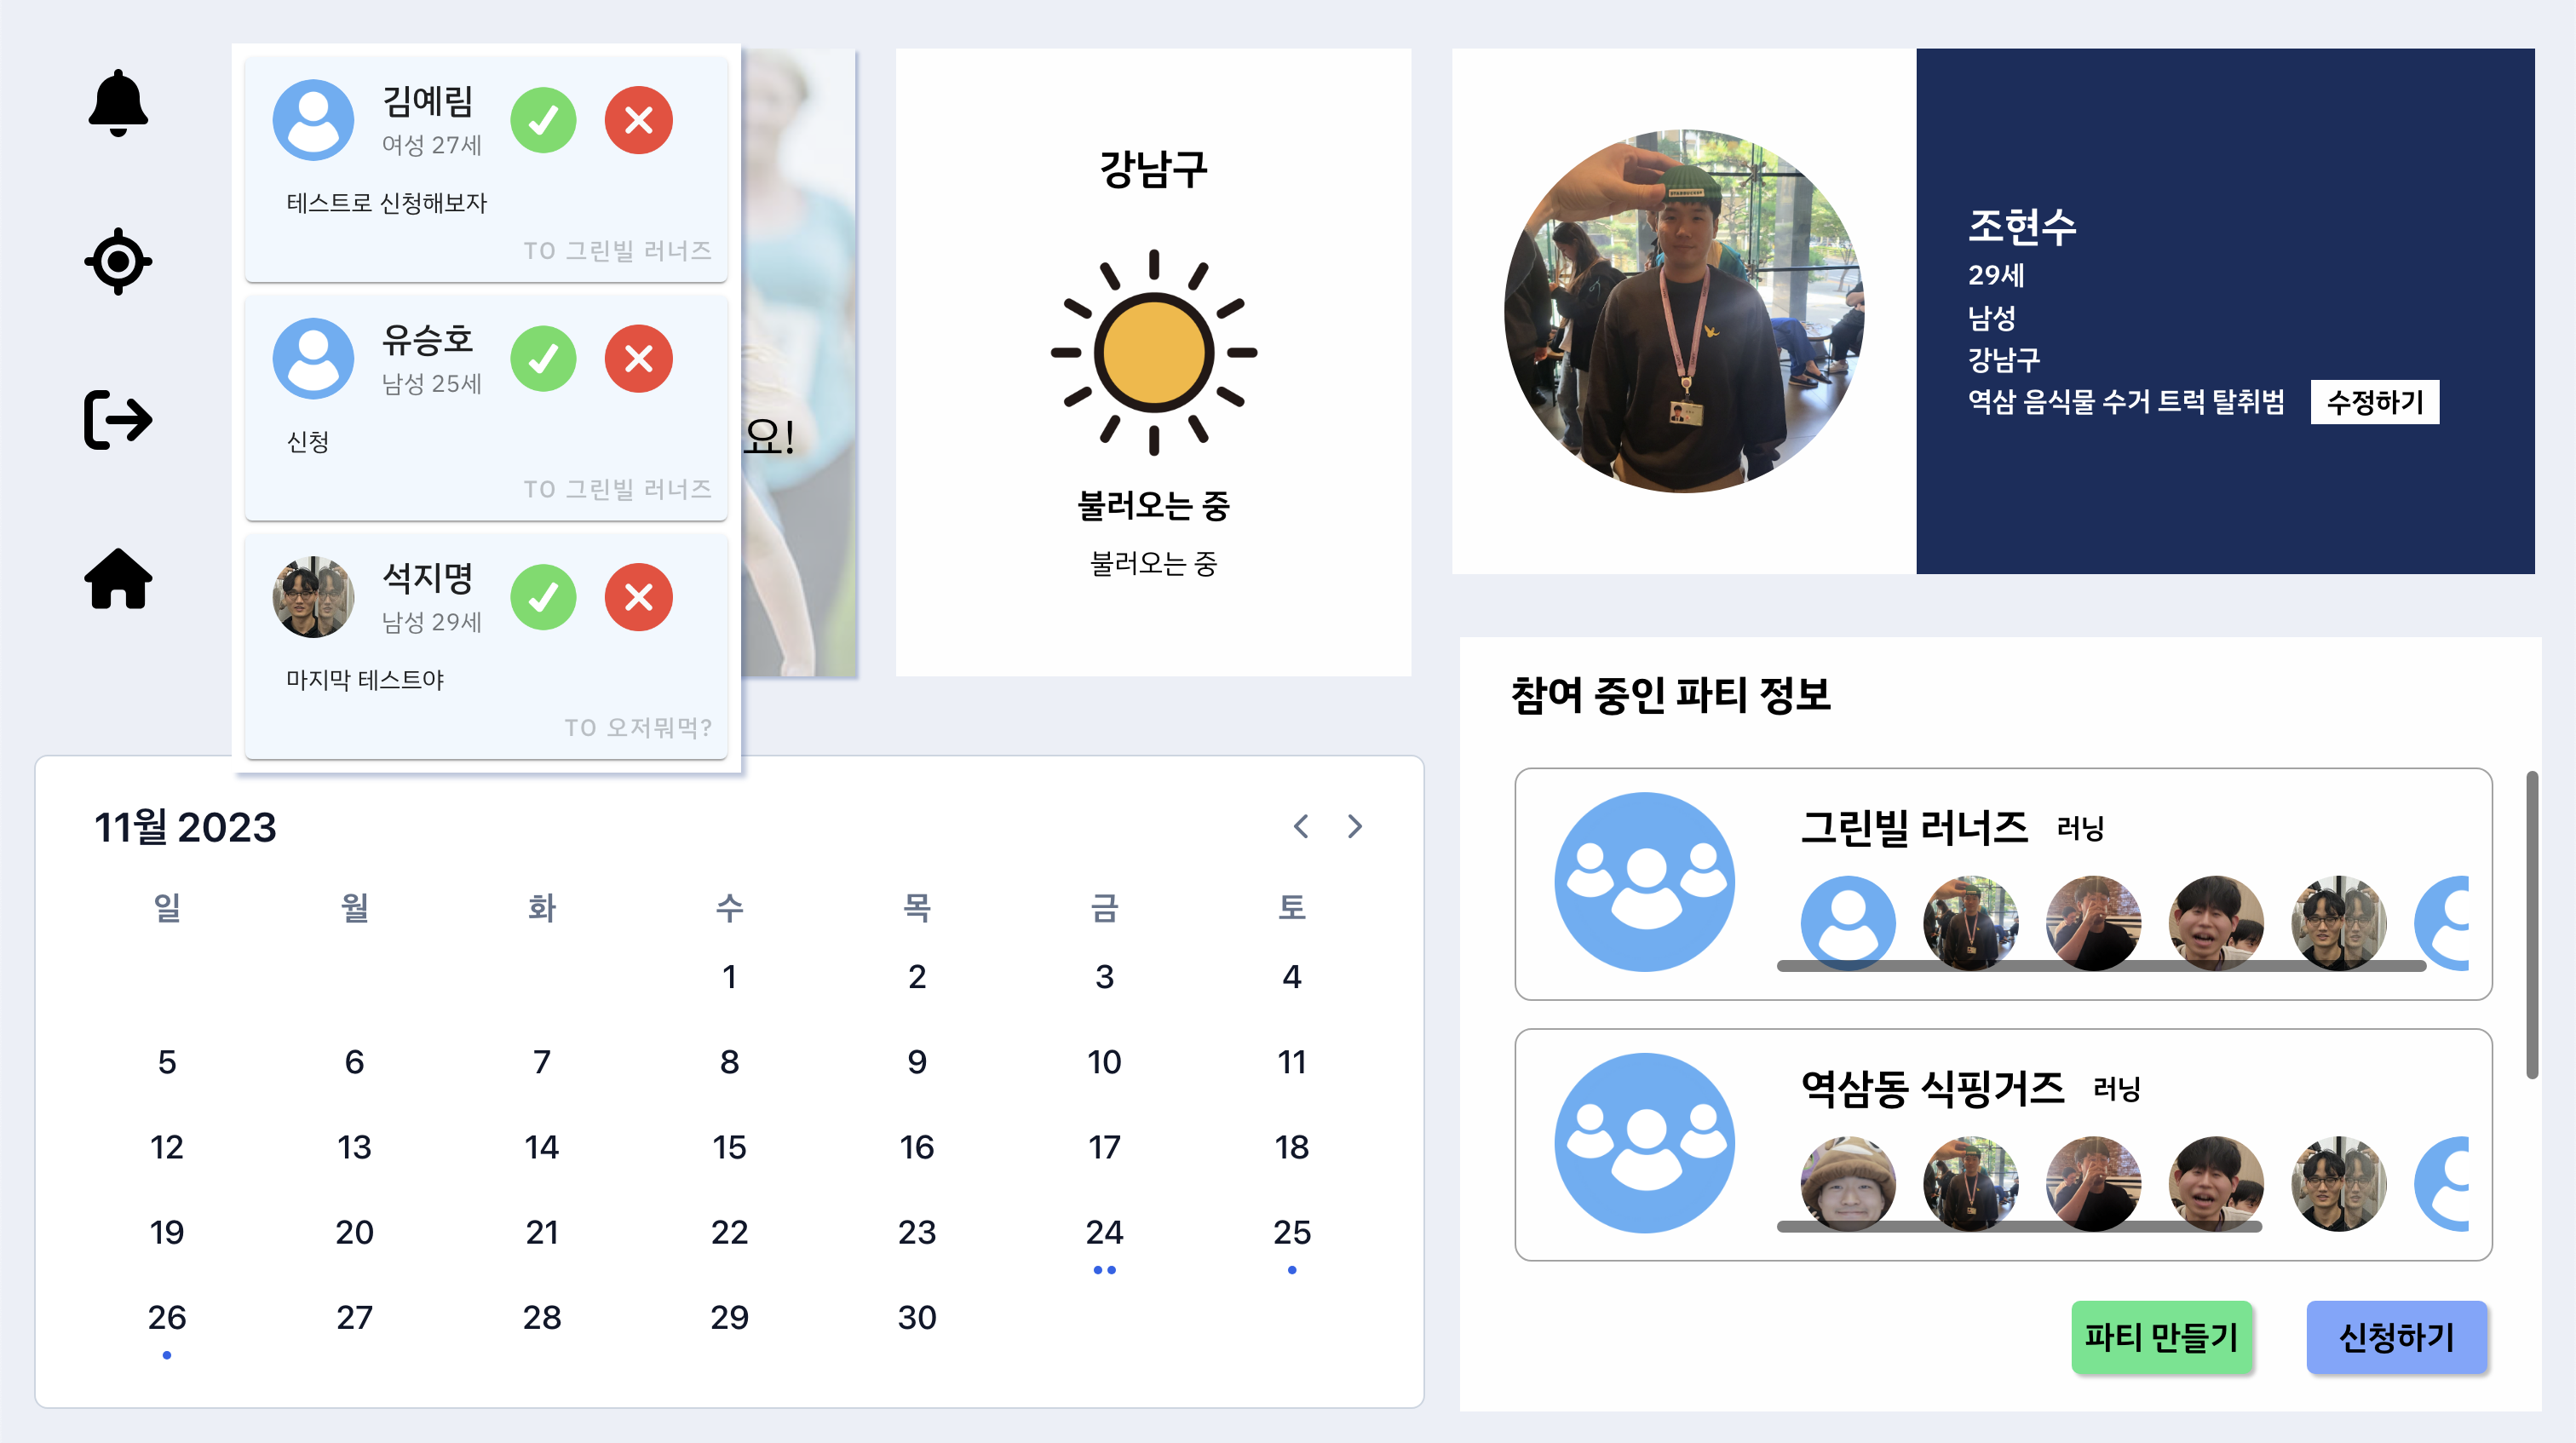 김예림
여성 27세
테스트로 신청해보자
TO 그린빌 러너즈
유승호
남성 25세
신청
TO 그린빌 러너즈
석지명
남성 29세
마지막 테스트야
TO 오저뭐먹?
요!
강남구
불러오는 중
불러오는 중
조현수
29세
남성
강남구
역삼 음식물 수거 트럭 탈취범 수정하기
11월 2023
일 월 화 수 목 금 토
1 2 3 4
5 6 7 8 9 10 11
12 13 14 15 16 17 18
19 20 21 22 23 24 25
26 27 28 29 30
참여 중인 파티 정보
그린빌 러너즈 러닝
역삼동 식핑거즈 러닝
파티 만들기 신청하기